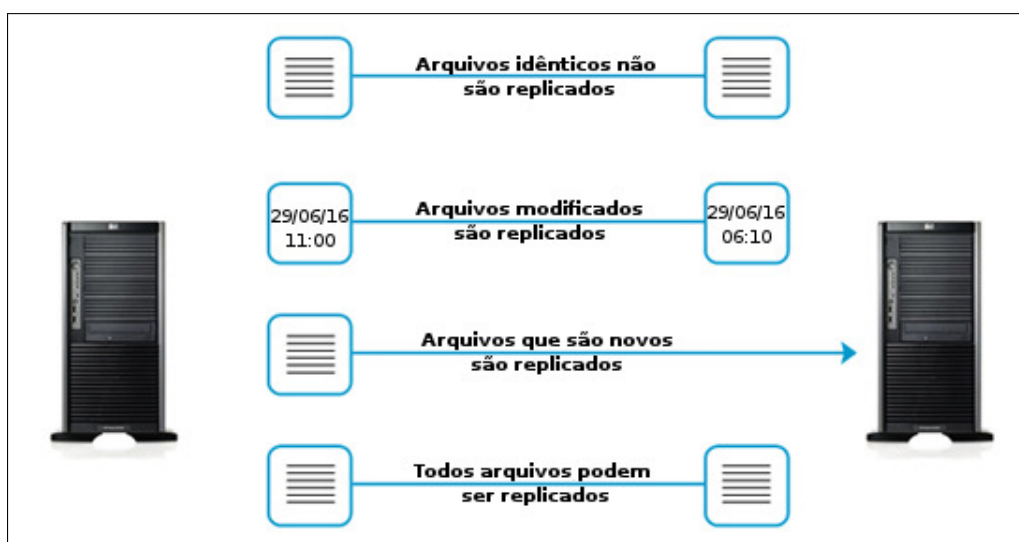 Arquivos idênticos não
são replicados
29/06/16
11:00
Arquivos modificados
são replicados
29/06/16
06:10
Arquivos que são novos
são replicados
Todos arquivos podem
ser replicados